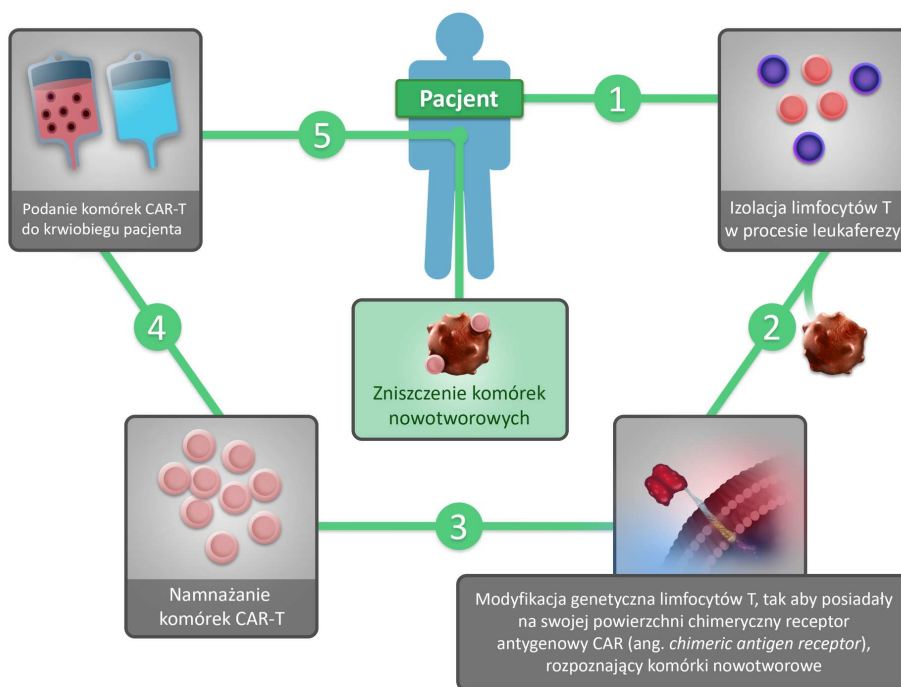 Pacjent
1
Izolacja limfocytów T
w procesie leukaferezy
2
Modyfikacja genetyczna limfocytów T, tak aby posiadały
na swojej powierzchni chimeryczny receptor
antygenowy CAR (ang. chimeric antigen receptor),
rozpoznający komórki nowotworowe
3
Namnażanie
komórek CAR-T
4
Podanie komórek CAR-T
do krwiobiegu pacjenta
5
Zniszczenie komórek
nowotworowych